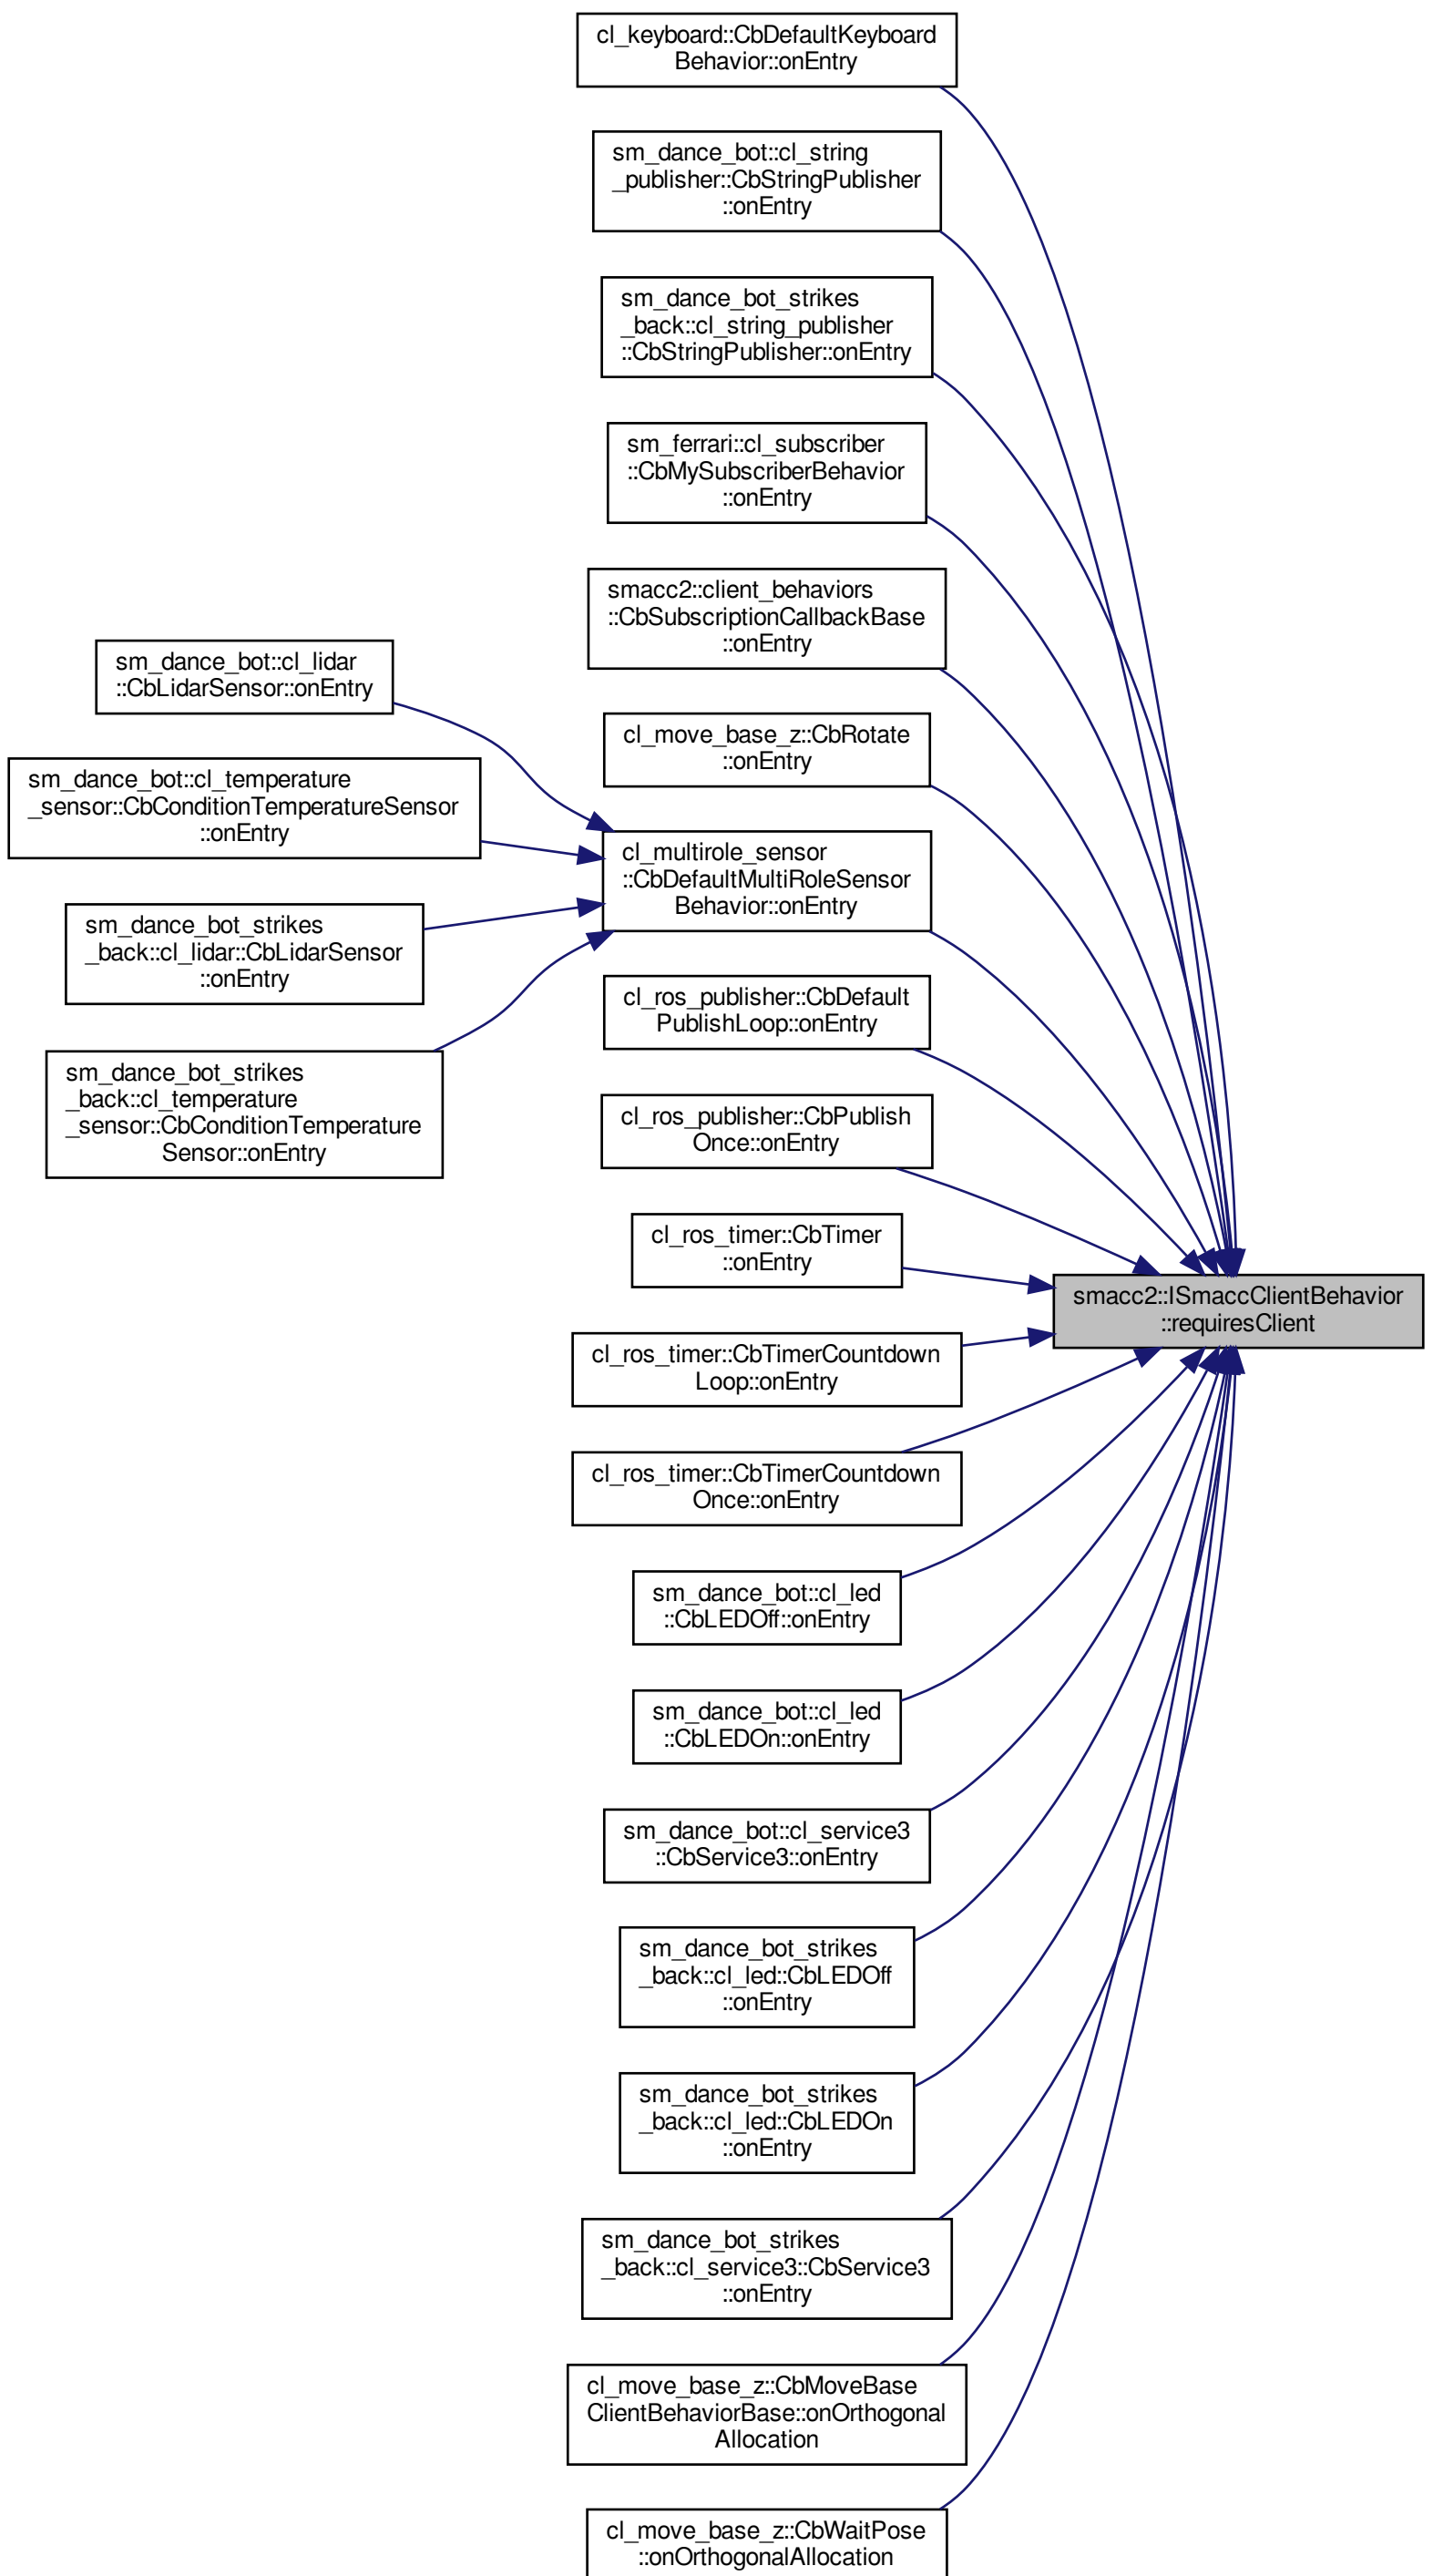 cl_keyboard::CbDefaultKeyboard
Behavior::onEntry
sm_dance_bot::cl_string
_publisher::CbStringPublisher
::onEntry
sm_dance_bot_strikes
_back::cl_string_publisher
::CbStringPublisher::onEntry
sm_ferrari::cl_subscriber
::CbMySubscriberBehavior
::onEntry
smacc2::client_behaviors
::CbSubscriptionCallbackBase
::onEntry
sm_dance_bot::cl_lidar
::CbLidarSensor::onEntry
cl_move_base_z::CbRotate
::onEntry
sm_dance_bot::cl_temperature
_sensor::CbConditionTemperatureSensor
::onEntry
cl_multirole_sensor
::CbDefaultMultiRoleSensor
Behavior::onEntry
sm_dance_bot_strikes
_back::cl_lidar::CbLidarSensor
::onEntry
cl_ros_publisher::CbDefault
PublishLoop::onEntry
sm_dance_bot_strikes
_back::cl_temperature
_sensor::CbConditionTemperature
Sensor::onEntry
cl_ros_publisher::CbPublish
Once::onEntry
cl_ros_timer::CbTimer
::onEntry
smacc2::ISmaccClientBehavior
::requiresClient
cl_ros_timer::CbTimerCountdown
Loop::onEntry
cl_ros_timer::CbTimerCountdown
Once::onEntry
sm_dance_bot::cl_led
::CbLEDOff::onEntry
sm_dance_bot::cl_led
::CbLEDOn::onEntry
sm_dance_bot::cl_service3
::CbService3::onEntry
sm_dance_bot_strikes
_back::cl_led::CbLEDOff
::onEntry
sm_dance_bot_strikes
_back::cl_led::CbLEDOn
::onEntry
sm_dance_bot_strikes
_back::cl_service3::CbService3
::onEntry
cl_move_base_z::CbMoveBase
ClientBehaviorBase::onOrthogonal
Allocation
cl_move_base_z::CbWaitPose
::onOrthogonalAllocation